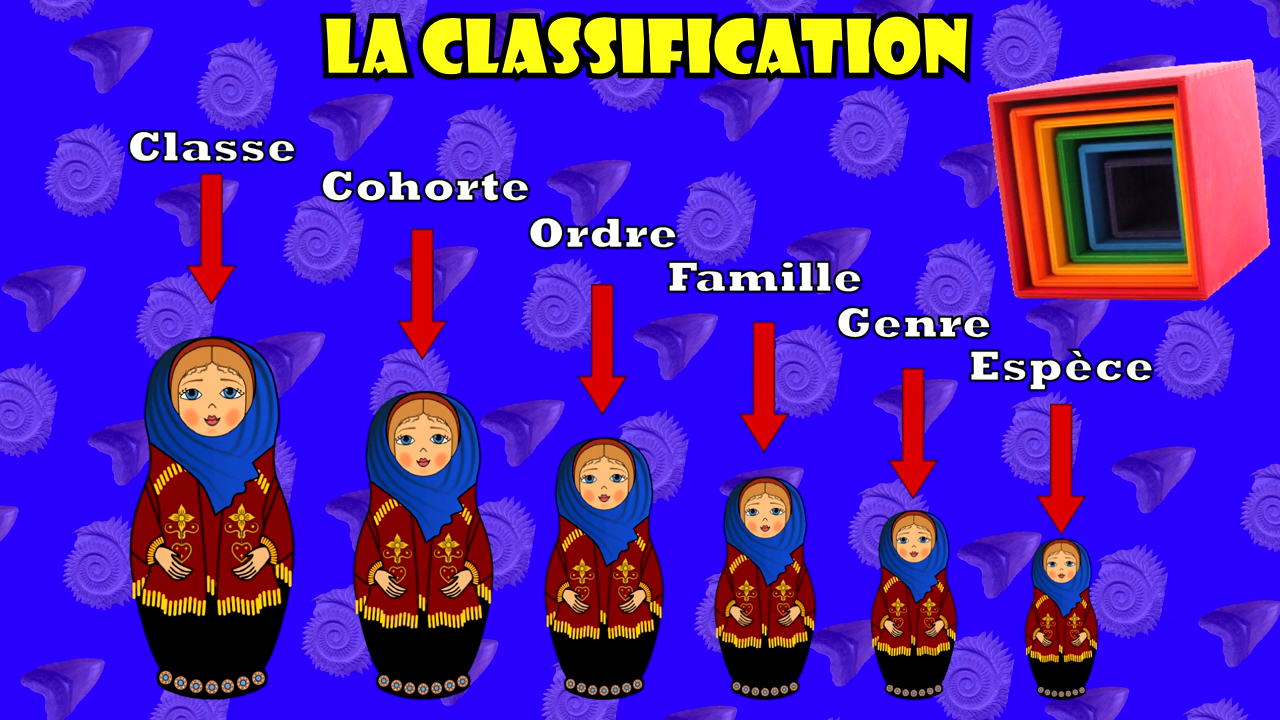 LA CLASSIFICATION
Classe
Cohorte
Ordre
Famille
Genre
Espèce